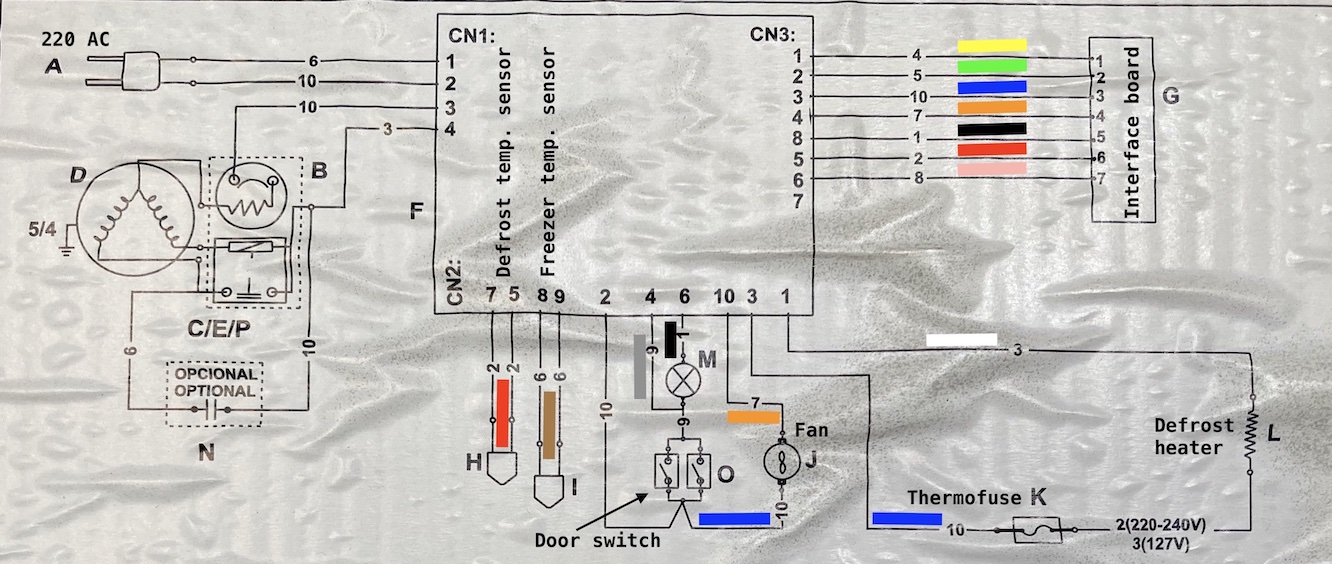 220 AC
A
6
10
10
3
CN1:
1
2
3
4
Defrost temp. sensor
Freezer temp. sensor
CN3:
1
2
3
4
8
5
6
7
4
5
10
7
1
2
8
1
2
3
4
5
6
7
Interface board
G
D
B
5/4
F
C/E/P
6
10
OPCIONAL
OPTIONAL
N
CN2:
7 5 8 9 2 4 6 10 3 1
2 2
6 6
10
9
1
M
9
7
3
H
I
O
Fan
J
10
Door switch
Defrost
heater
L
Thermofuse K
10
2(220-240V)
3(127V)